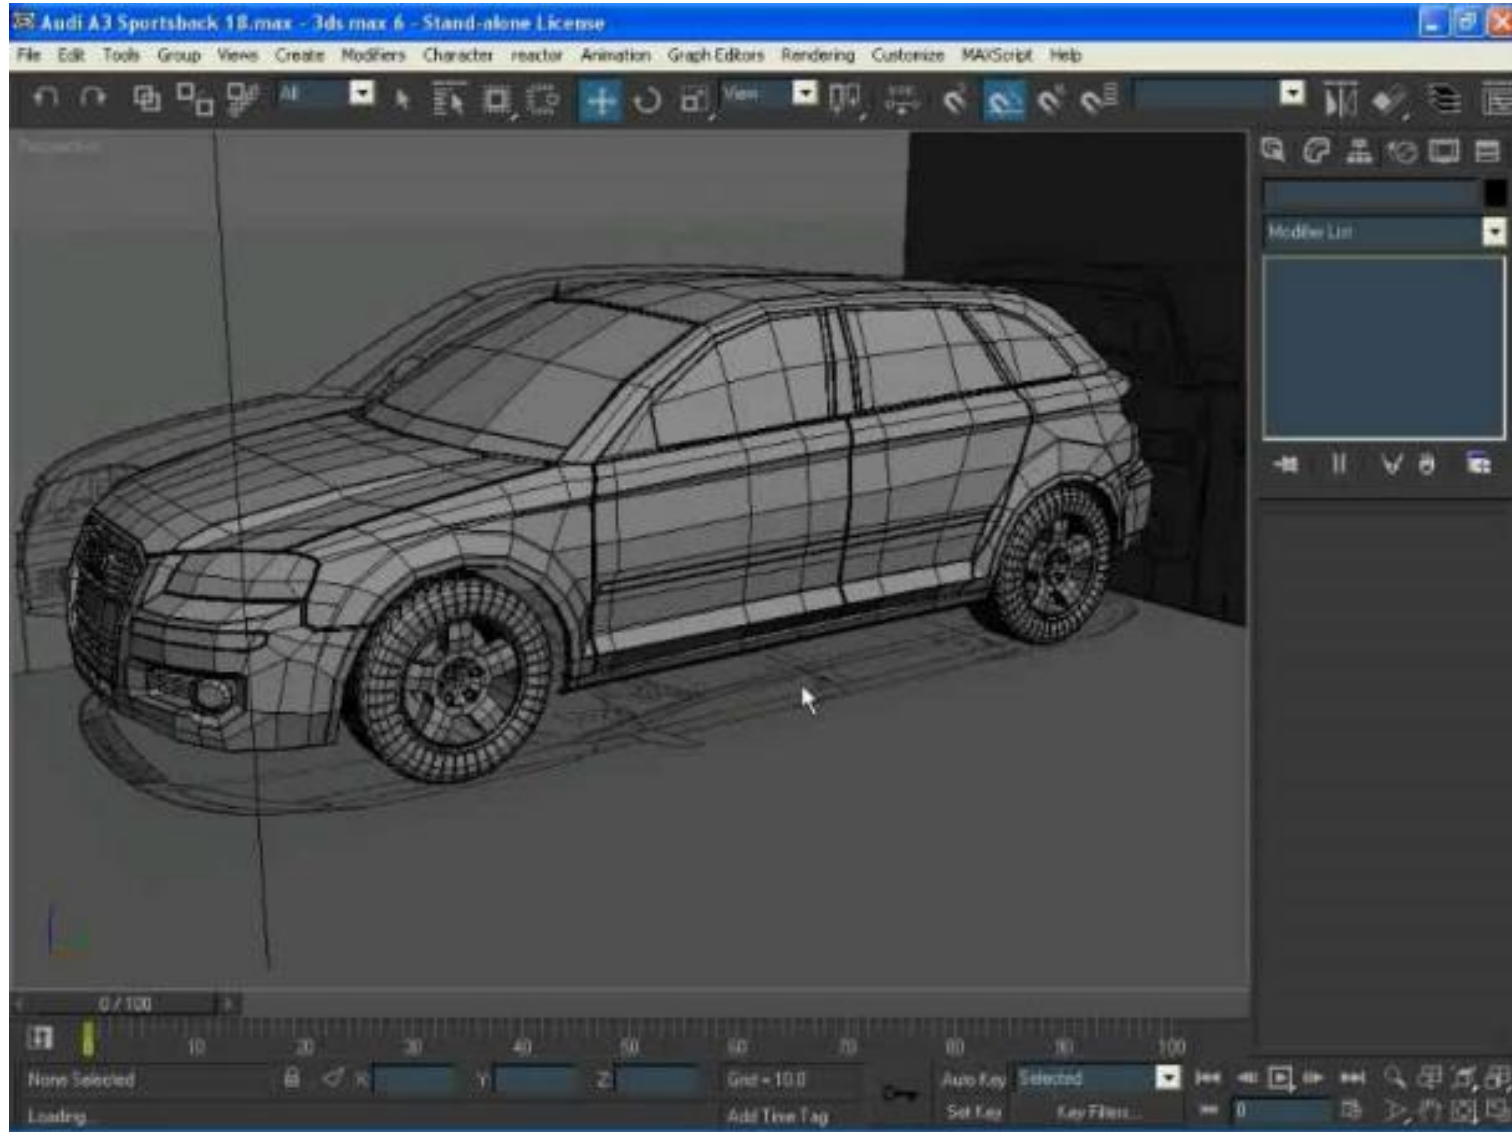 Audi A3 Sportsback 18.max - 3ds max 6 - Stand-alone License
File Edit Tools Group Views Create Modifiers Character reactor Animation Graph Editors Rendering Customize MAXScript Help
All View
Perspective
Modifier List
0 / 100
0 10 20 30 40 50 60 70 80 90 100
None Selected X Y Z Grid = 10.0 Auto Key Selected
Loading... Add Time Tag Set Key Key Filters... 0